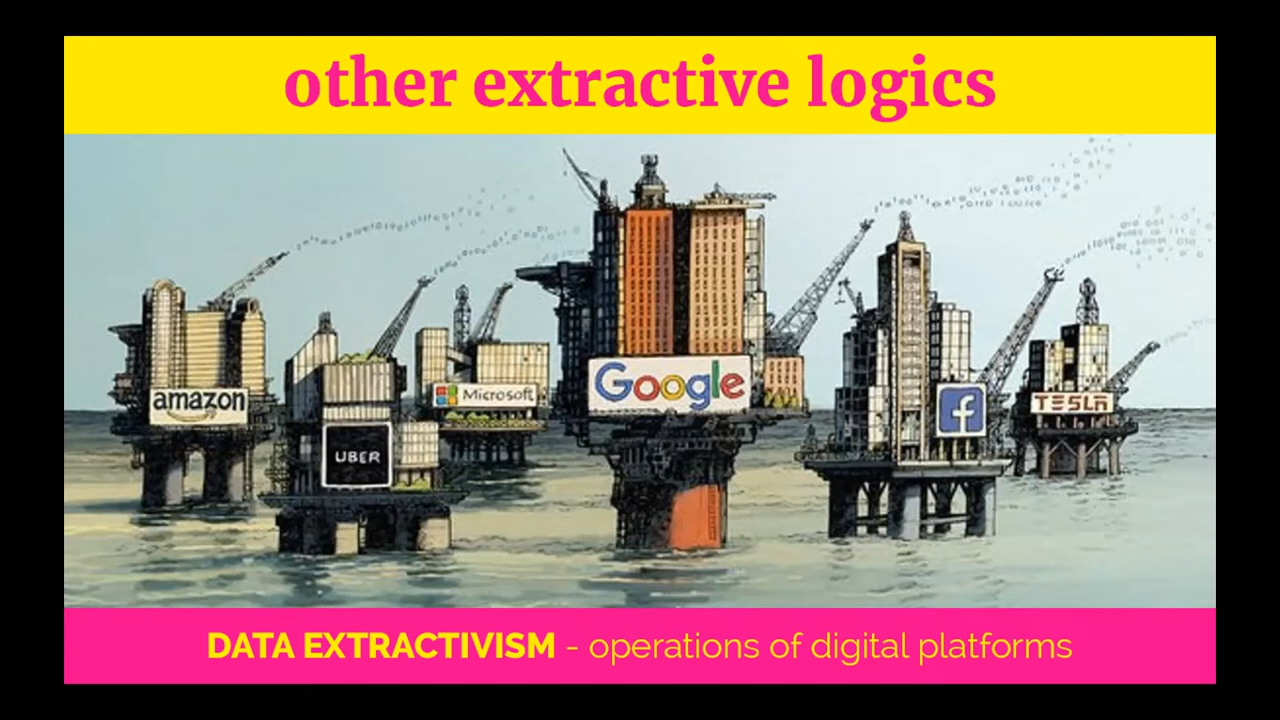 other extractive logics
amazon
UBER
Microsoft
Google
f
TESLA
DATA EXTRACTIVISM - operations of digital platforms